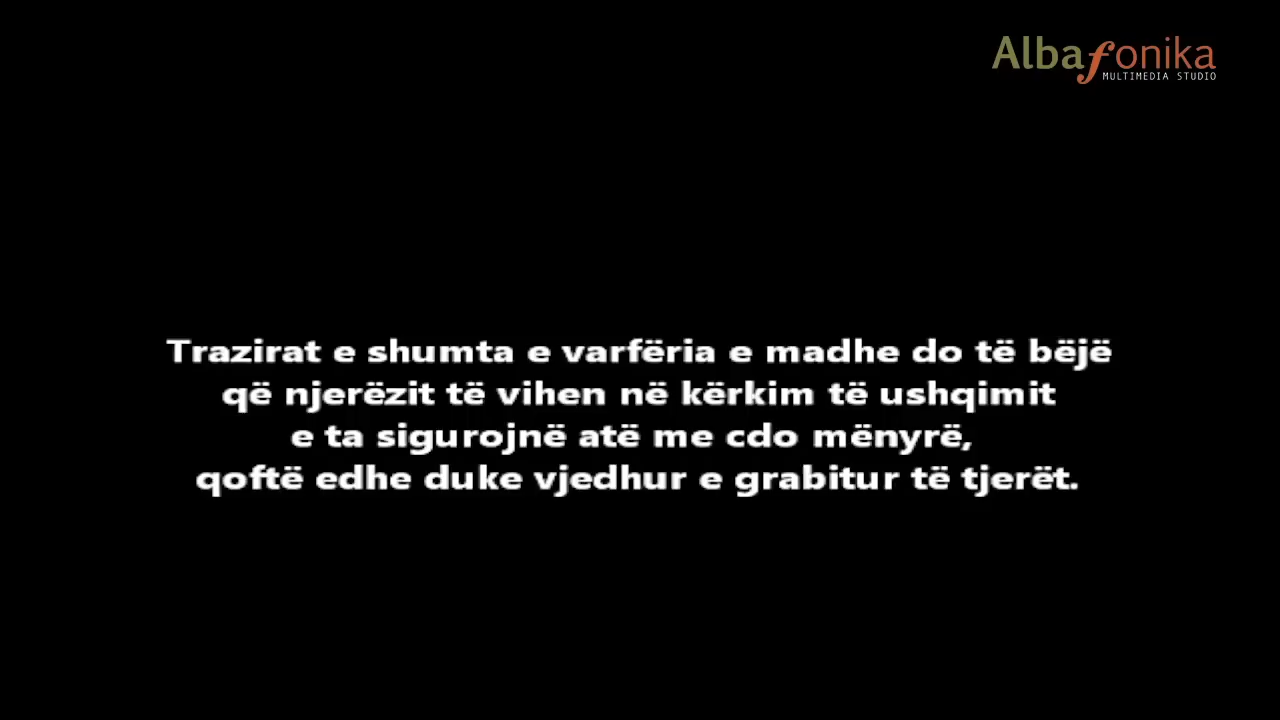 Albafonika
MULTIMEDIA STUDIO
Trazirat e shumta e varfëria e madhe do të bëjë
që njerëzit të vihen në kërkim të ushqimit
e ta sigurojnë atë me cdo mënyrë,
qoftë edhe duke vjedhur e grabitur të tjerët.